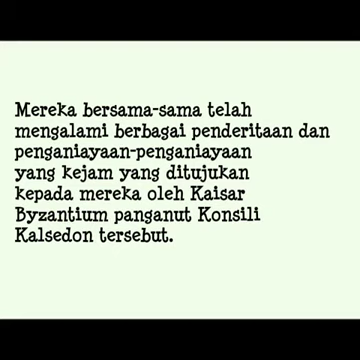 Mereka bersama-sama telah
mengalami berbagai penderitaan dan
penganiayaan-penganiayaan
yang kejam yang ditujukan
kepada mereka oleh Kaisar
Byzantium panganut Konsili
Kalsedon tersebut.